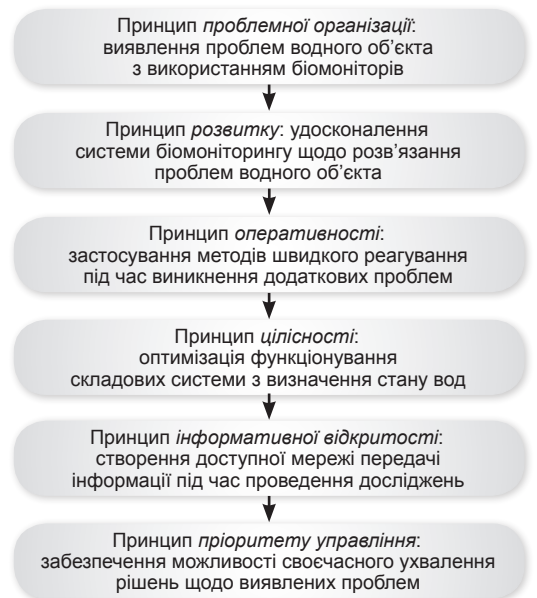 Принцип проблемної організації:
виявлення проблем водного об’єкта
з використанням біомоніторів
Принцип розвитку: удосконалення
системи біомоніторингу щодо розв’язання
проблем водного об’єкта
Принцип оперативності:
застосування методів швидкого реагування
під час виникнення додаткових проблем
Принцип цілісності:
оптимізація функціонування
складових системи з визначення стану вод
Принцип інформативної відкритості:
створення доступної мережі передачі
інформації під час проведення досліджень
Принцип пріоритету управління:
забезпечення можливості своєчасного ухвалення
рішень щодо виявлених проблем